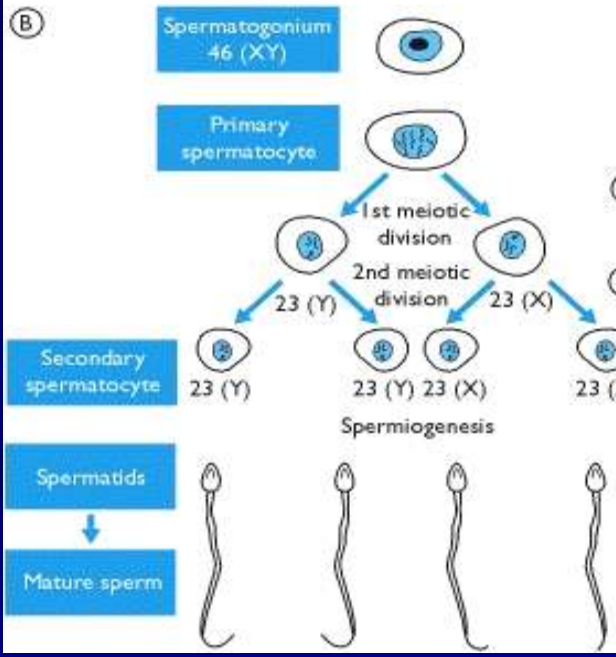 B
Spermatogonium
46 (XY)
Primary
spermatocyte
1st meiotic
division
2nd meiotic
division
23 (Y)
23 (X)
Secondary
spermatocyte
23 (Y)
23 (Y)
23 (X)
23 (
Spermiogenesis
Spermatids
Mature sperm